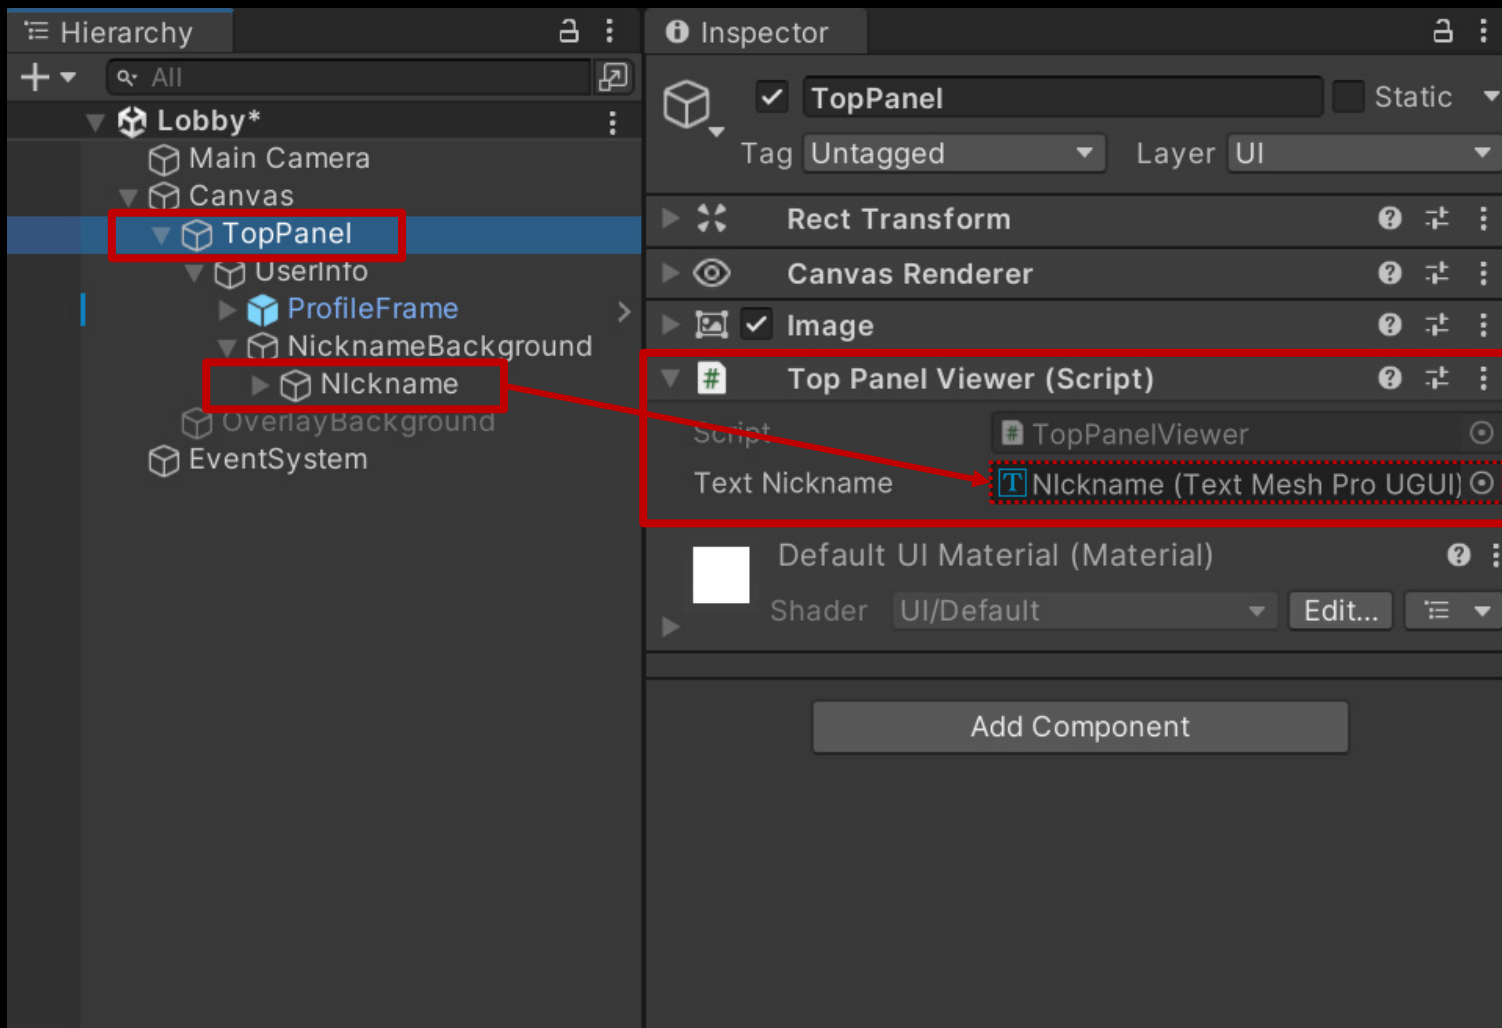 Hierarchy
All
Lobby*
Main Camera
Canvas
TopPanel
UserInfo
ProfileFrame
NicknameBackground
NIckname
OverlayBackground
EventSystem
Inspector
TopPanel
Static
Tag Untagged
Layer UI
Rect Transform
Canvas Renderer
Image
# Top Panel Viewer (Script)
Script # TopPanelViewer
Text Nickname T NIckname (Text Mesh Pro UGUI)
Default UI Material (Material)
Shader UI/Default Edit...
Add Component